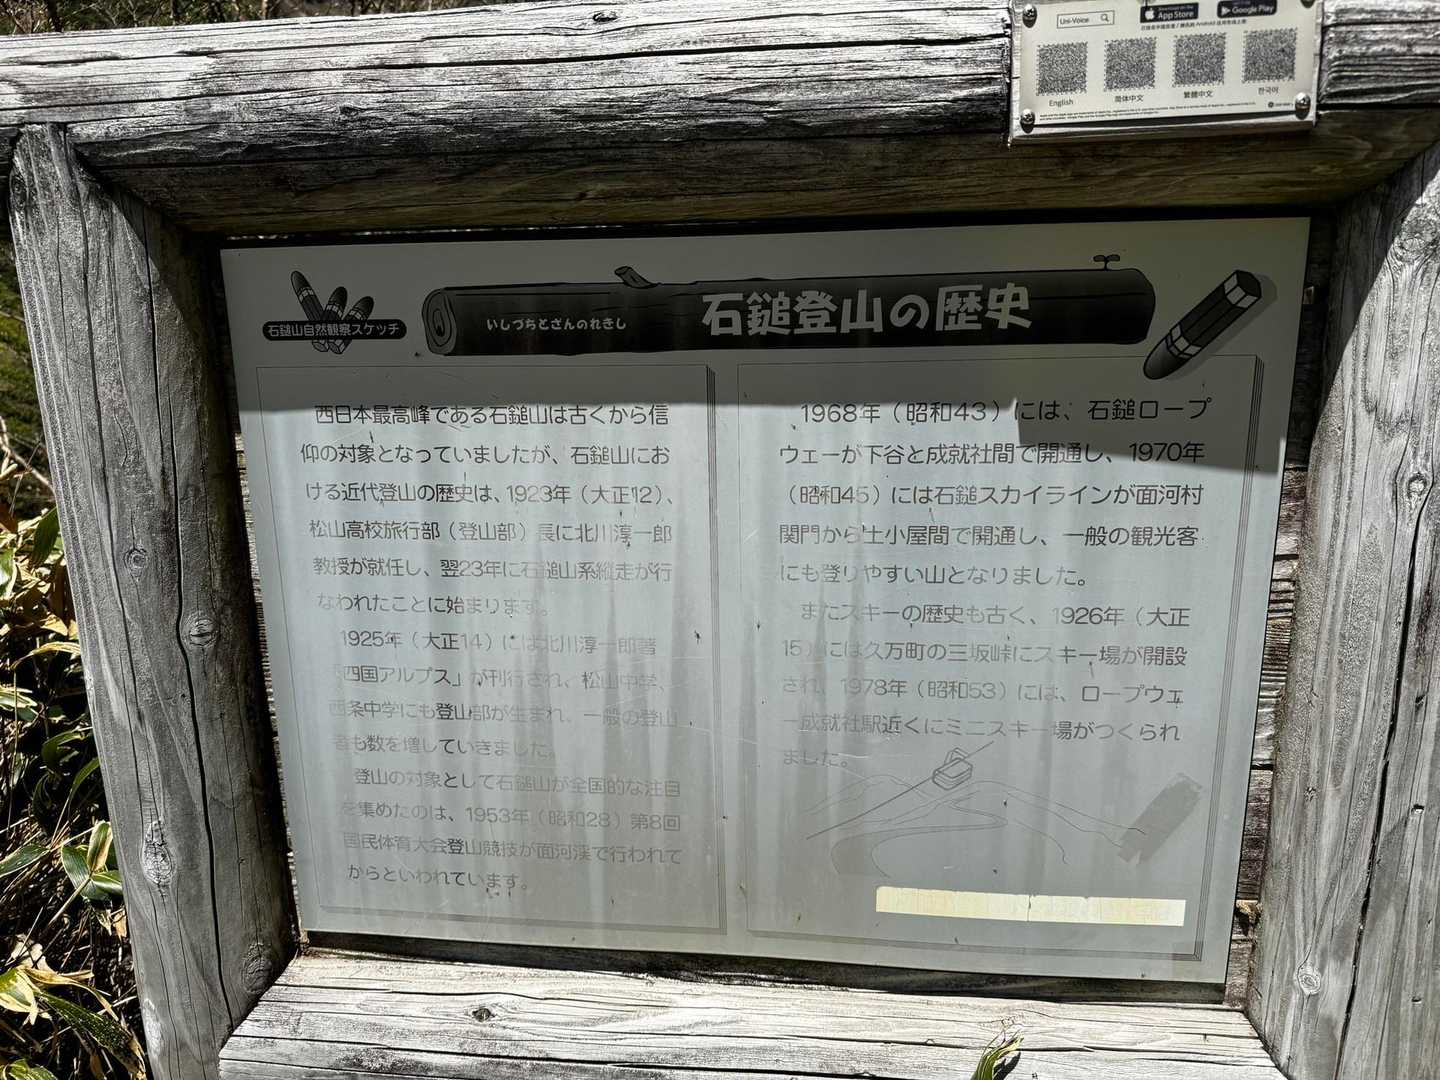 Uni-Voice
App Store
Google Play
English
简体中文
繁體中文
한국어
石鎚山自然観察スケッチ
いしづちとざんのれきし
石鎚登山の歴史
西日本最高峰である石鎚山は古くから信
仰の対象となっていましたが、石鎚山にお
ける近代登山の歴史は、1923年(大正12)、
松山高校旅行部(登山部)長に北川淳一郎
教授が就任し、翌23年に石鎚山系縦走が行
なわれたことに始まります。
1925年(大正14)には北川淳一郎著
「四国アルプス」が刊行され、松山中学、
西条中学にも登山部が生まれ、一般の登山
者も数を増していきました。
登山の対象として石鎚山が全国的な注目
を集めたのは、1953年(昭和28)第8回
国民体育大会登山競技が面河渓で行われて
からといわれています。
1968年(昭和43)には、石鎚ロープ
ウェーが下谷と成就社間で開通し、1970年
(昭和45)には石鎚スカイラインが面河村
関門から土小屋間で開通し、一般の観光客
にも登りやすい山となりました。
またスキーの歴史も古く、1926年(大正
15)には久万町の三坂峠にスキー場が開設
され、1978年(昭和53)には、ロープウェ
ー成就社駅近くにミニスキー場がつくられ
ました。